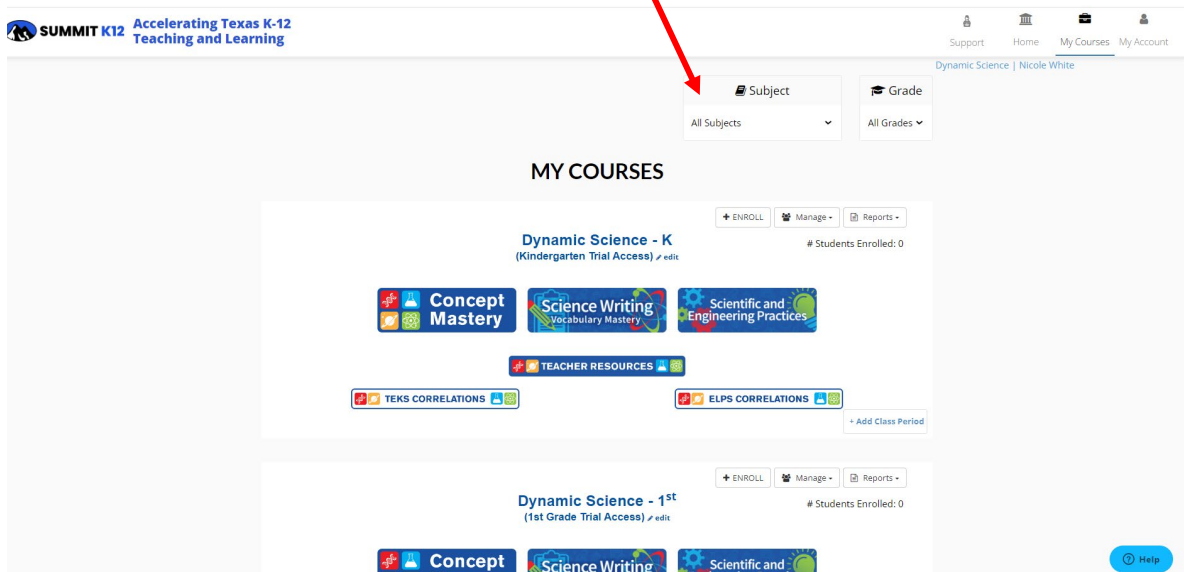 SUMMIT K12
Accelerating Texas K-12
Teaching and Learning
Support
Home
My Courses
My Account
Dynamic Science | Nicole White
Subject
Grade
All Subjects
All Grades
MY COURSES
+ ENROLL
Manage
Reports
Dynamic Science - K
# Students Enrolled: 0
(Kindergarten Trial Access) edit
Concept
Mastery
Science Writing
Vocabulary Mastery
Scientific and
Engineering Practices
TEACHER RESOURCES
TEKS CORRELATIONS
ELPS CORRELATIONS
+ Add Class Period
+ ENROLL
Manage
Reports
Dynamic Science - 1st
# Students Enrolled: 0
(1st Grade Trial Access) edit
Concept
Science Writing
Scientific and
? Help